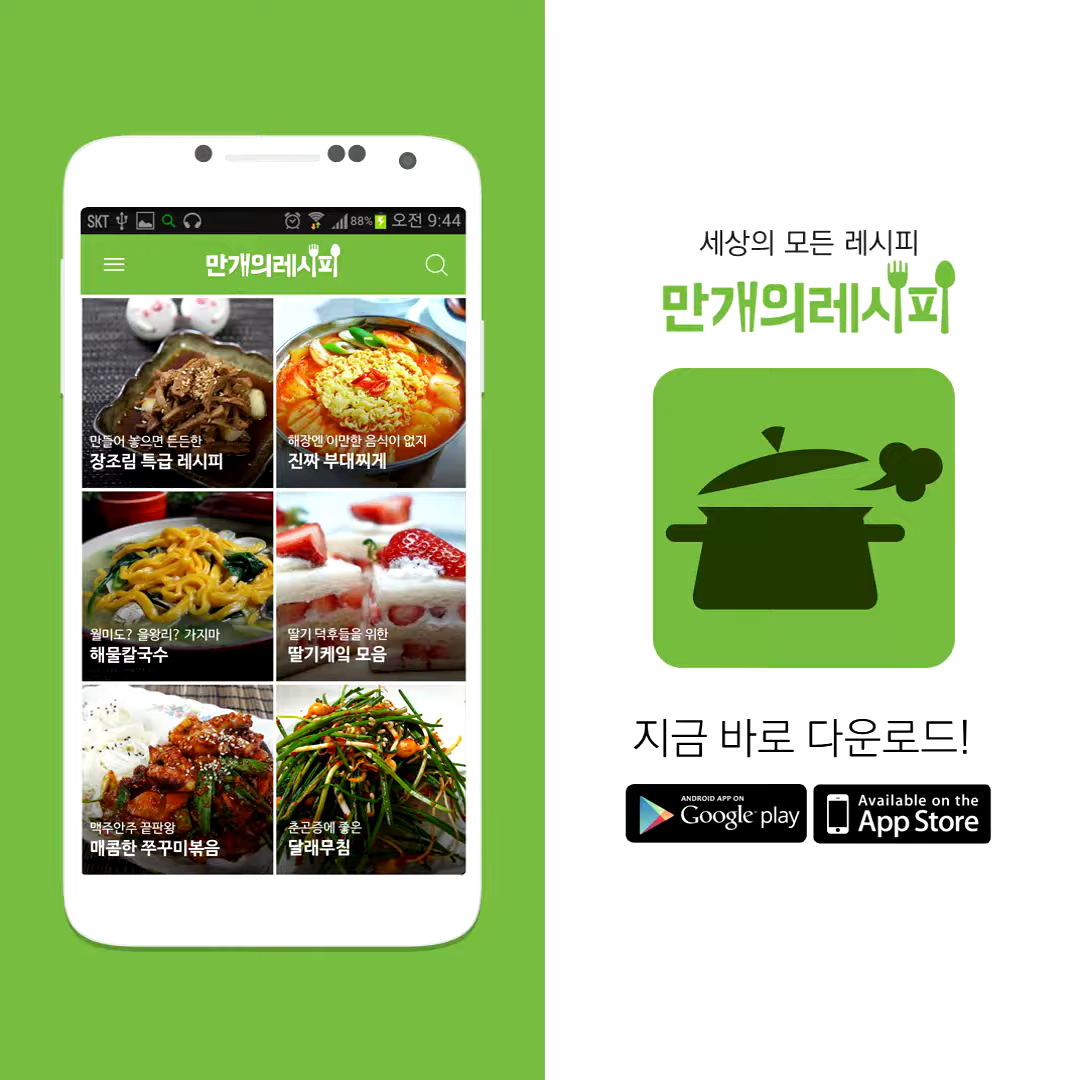 SKT 88% 오전 9:44
만개의레시피
만들어 놓으면 든든한
장조림 특급 레시피
해장엔 이만한 음식이 없지
진짜 부대찌게
월미도? 을왕리? 가지마
해물칼국수
딸기 덕후들을 위한
딸기케잌 모음
맥주안주 끝판왕
매콤한 쭈꾸미볶음
춘곤증에 좋은
달래무침
세상의 모든 레시피
만개의레시피
지금 바로 다운로드!
ANDROID APP ON
Google play
Available on the
App Store